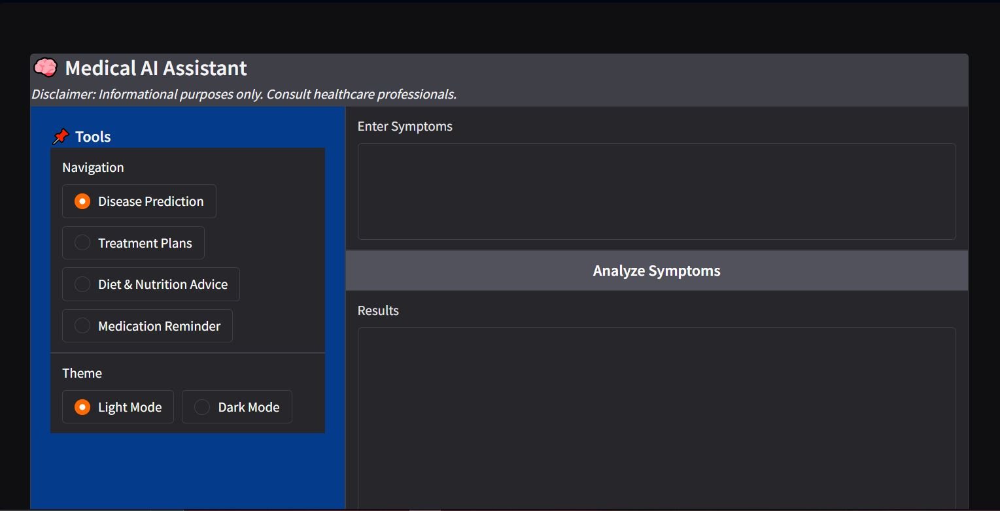 🧠 Medical AI Assistant
Disclaimer: Informational purposes only. Consult healthcare professionals.
📌 Tools
Navigation
Disease Prediction
Treatment Plans
Diet & Nutrition Advice
Medication Reminder
Theme
Light Mode
Dark Mode
Enter Symptoms
Analyze Symptoms
Results